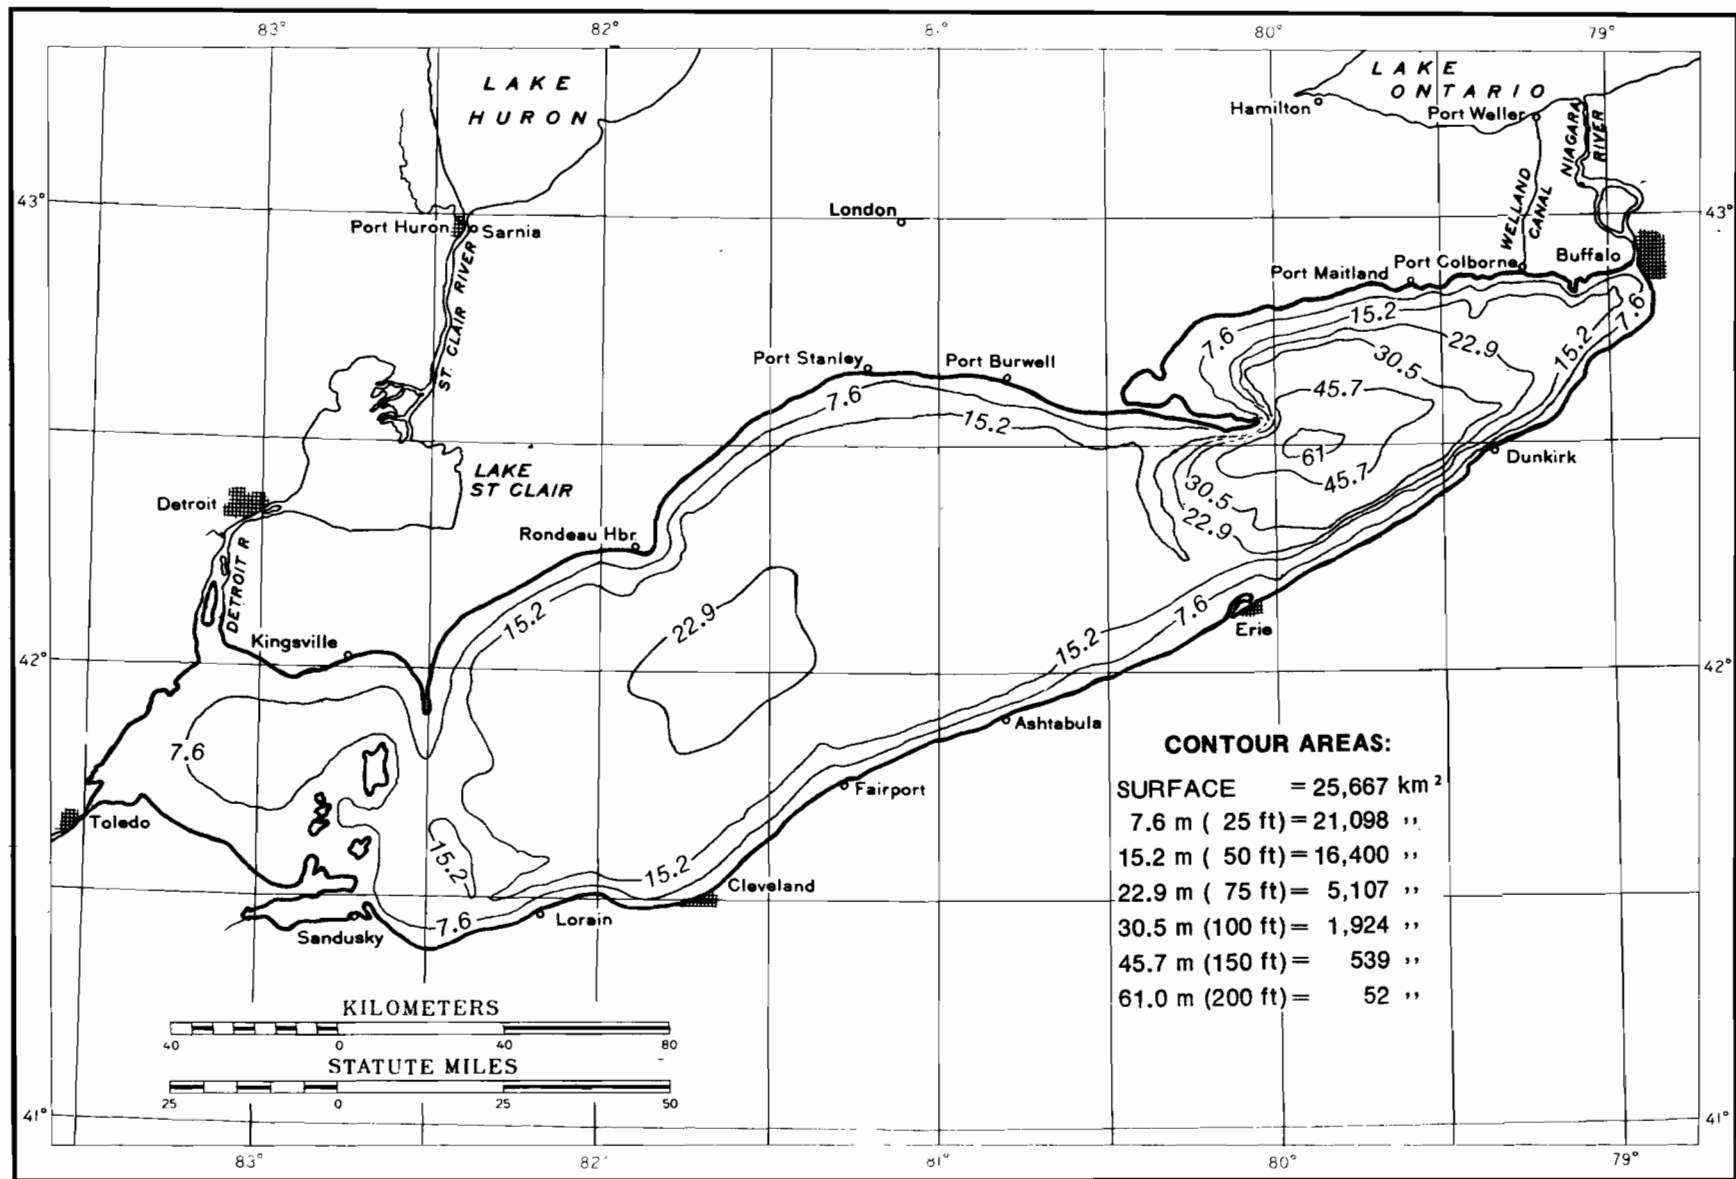 83° 82° 80° 79°
LAKE
HURON
LAKE
ONTARIO
Hamilton
Port Weller
NIAGARA
RIVER
43°
43°
London
Port Huron
Sarnia
ST. CLAIR RIVER
WELLAND
CANAL
Buffalo
Port Colborne
Port Maitland
7.6
15.2
7.6
15.2
22.9
30.5
45.7
61
45.7
30.5
22.9
Port Stanley
Port Burwell
7.6
15.2
Dunkirk
LAKE
ST CLAIR
Detroit
DETROIT R
Rondeau Hbr.
15.2
22.9
Kingsville
42°
42°
7.6
15.2
Erie
Ashtabula
Fairport
7.6
Toledo
15.2
15.2
Cleveland
7.6
Lorain
Sandusky
CONTOUR AREAS:
SURFACE = 25,667 km²
7.6 m ( 25 ft) = 21,098 ,,
15.2 m ( 50 ft) = 16,400 ,,
22.9 m ( 75 ft) = 5,107 ,,
30.5 m (100 ft) = 1,924 ,,
45.7 m (150 ft) = 539 ,,
61.0 m (200 ft) = 52 ,,
KILOMETERS
40 0 40 80
STATUTE MILES
25 0 25 50
41°
41°
83° 82° 81° 80° 79°